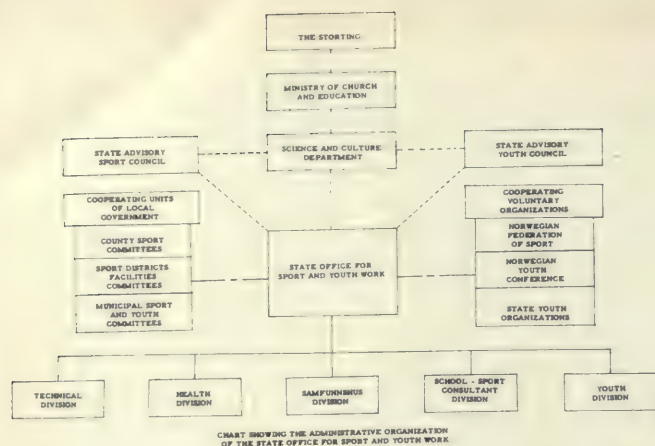 THE STORTING
MINISTRY OF CHURCH
AND EDUCATION
STATE ADVISORY
SPORT COUNCIL
SCIENCE AND CULTURE
DEPARTMENT
STATE ADVISORY
YOUTH COUNCIL
COOPERATING UNITS
OF LOCAL
GOVERNMENT
COUNTY SPORT
COMMITTEES
SPORT DISTRICTS
FACILITIES
COMMITTEES
MUNICIPAL SPORT
AND YOUTH
COMMITTEES
STATE OFFICE FOR
SPORT AND YOUTH WORK
COOPERATING
VOLUNTARY
ORGANIZATIONS
NORWEGIAN
FEDERATION
OF SPORT
NORWEGIAN
YOUTH
CONFERENCE
STATE YOUTH
ORGANIZATIONS
TECHNICAL
DIVISION
HEALTH
DIVISION
SAMFUNNSHUS
DIVISION
SCHOOL - SPORT
CONSULTANT
DIVISION
YOUTH
DIVISION
CHART SHOWING THE ADMINISTRATIVE ORGANIZATION
OF THE STATE OFFICE FOR SPORT AND YOUTH WORK